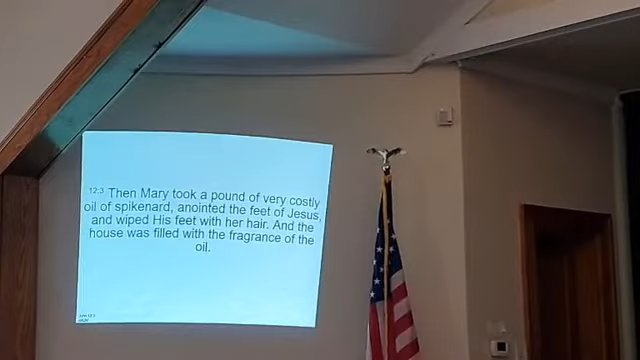 12:3 Then Mary took a pound of very costly
oil of spikenard, anointed the feet of Jesus,
and wiped His feet with her hair. And the
house was filled with the fragrance of the
oil.